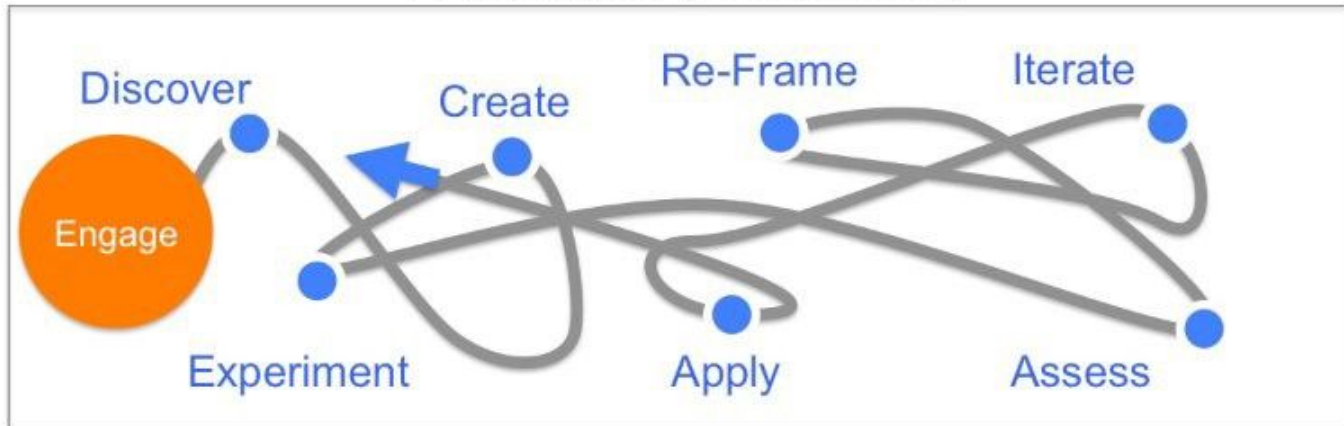 Discover
Create
Re-Frame
Iterate
Engage
Experiment
Apply
Assess